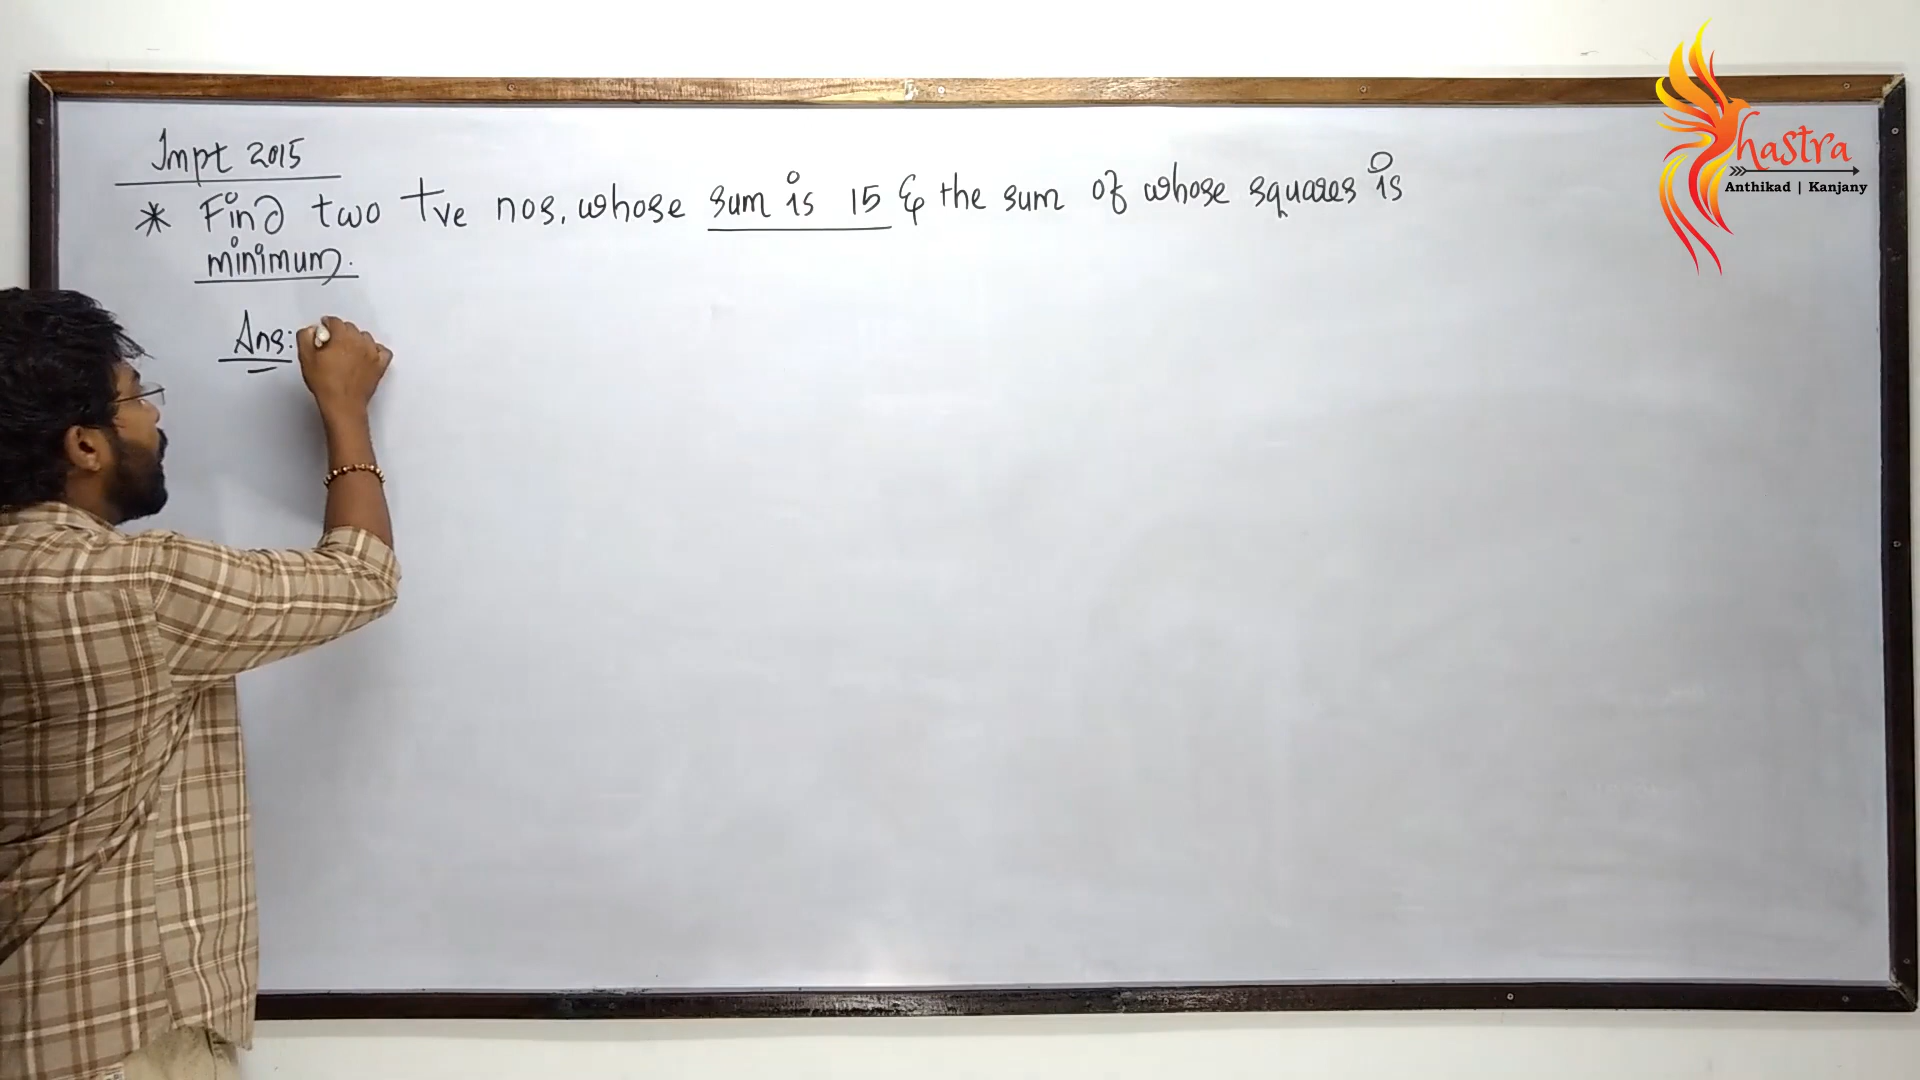 Impt 2015
* Find two +ve nos. whose sum is 15 & the sum of whose squares is
minimum.
Ans:
hastra
Anthikad | Kanjany